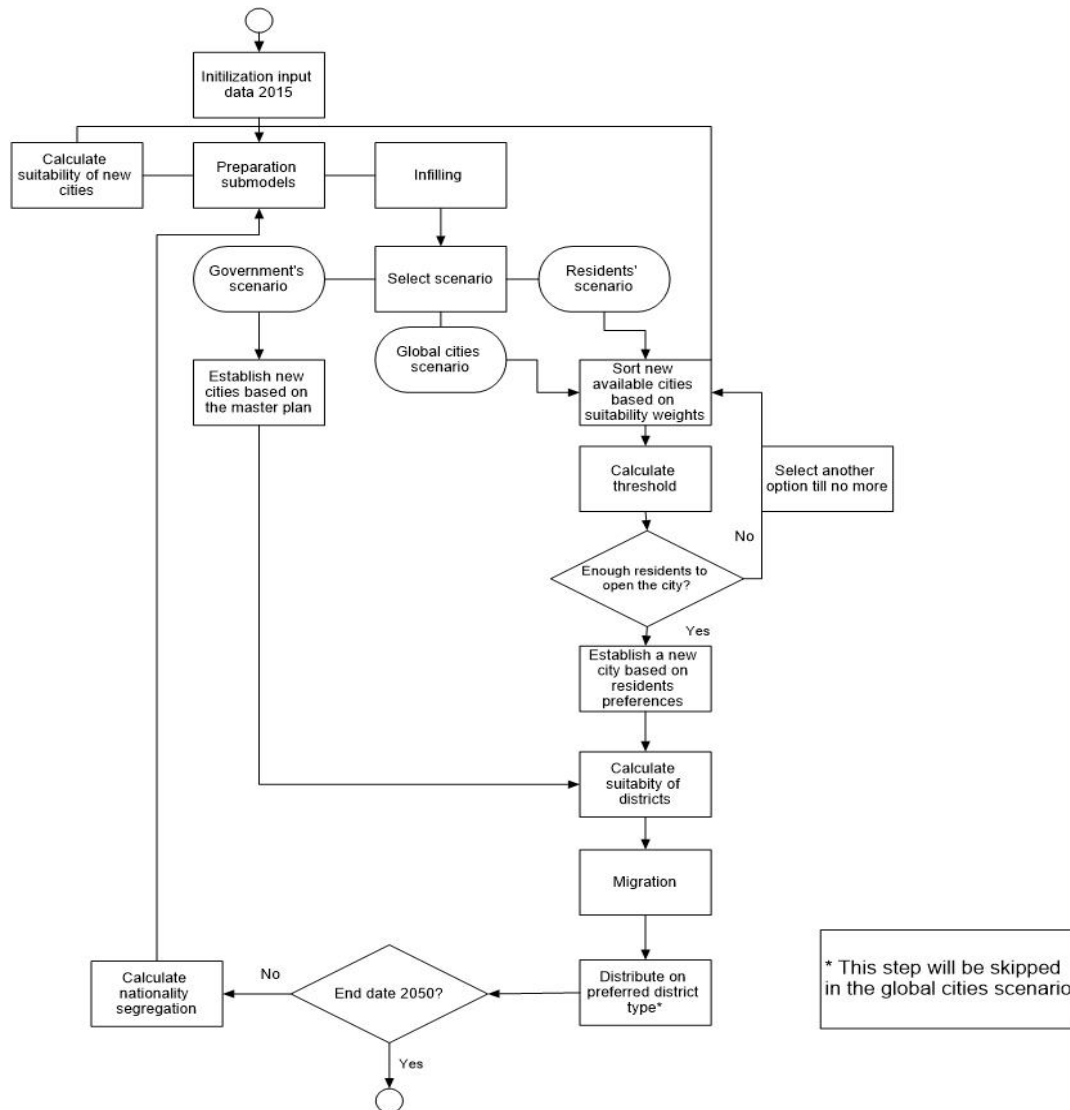 Initilization input
data 2015
Calculate
suitability of new
cities
Preparation
submodels
Infilling
Government's
scenario
Select scenario
Residents'
scenario
Global cities
scenario
Establish new
cities based on
the master plan
Sort new
available cities
based on
suitability weights
Calculate
threshold
Select another
option till no more
No
Enough residents to
open the city?
Yes
Establish a new
city based on
residents
preferences
Calculate
suitabity of
districts
Migration
Distribute on
preferred district
type*
End date 2050?
No
Calculate
nationality
segregation
Yes
* This step will be skipped
in the global cities scenario